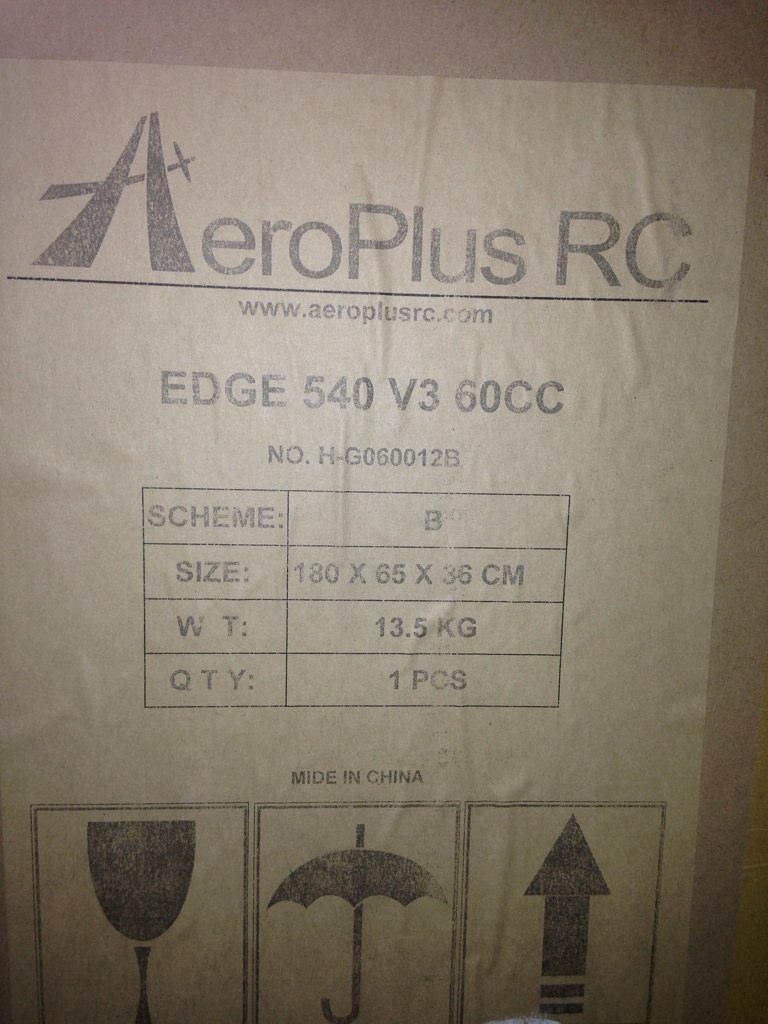 AeroPlus RC
www.aeroplusrc.com
EDGE 540 V3 60CC
NO. H-G060012B
SCHEME: B
SIZE: 180 X 65 X 36 CM
W T: 13.5 KG
Q T Y: 1 PCS
MIDE IN CHINA